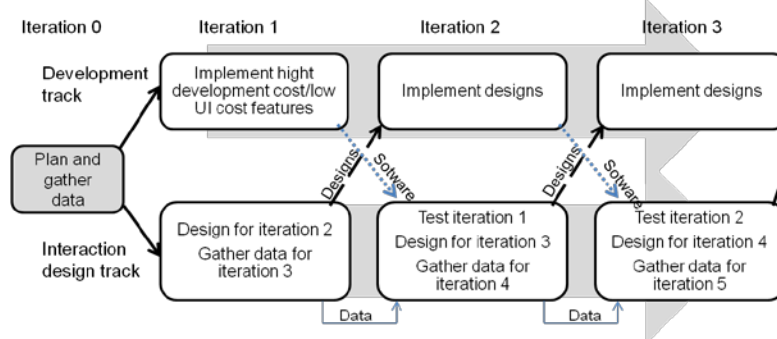 Iteration 0
Iteration 1
Iteration 2
Iteration 3
Development
track
Implement hight
development cost/low
UI cost features
Implement designs
Implement designs
Plan and
gather
data
Designs
Sotware
Designs
Sotware
Interaction
design track
Design for iteration 2
Gather data for
iteration 3
Test iteration 1
Design for iteration 3
Gather data for
iteration 4
Test iteration 2
Design for iteration 4
Gather data for
iteration 5
Data
Data